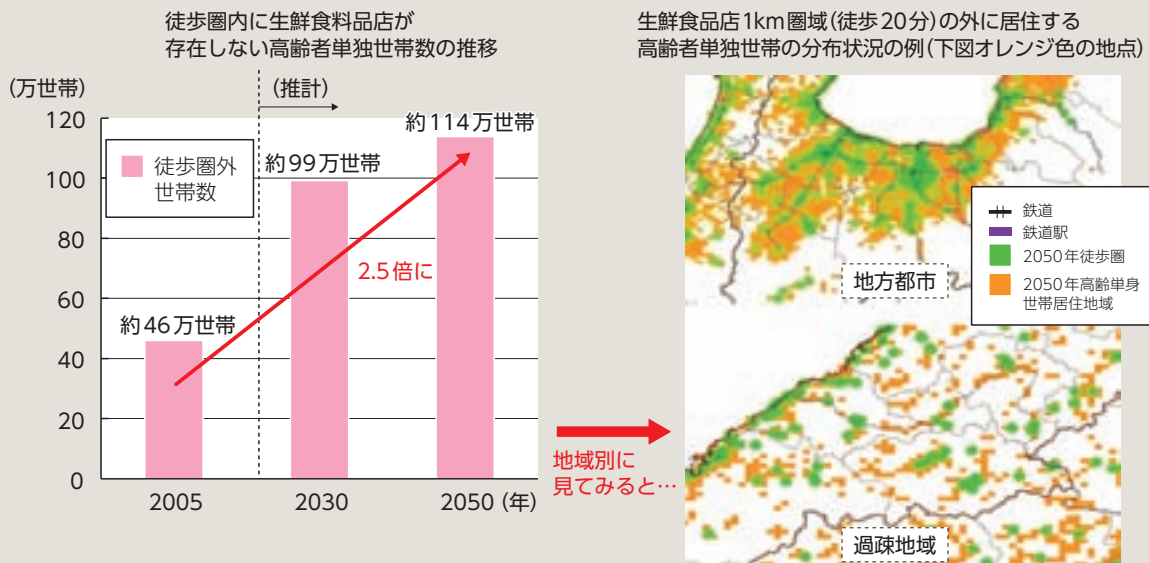 徒歩圏内に生鮮食料品店が
存在しない高齢者単独世帯数の推移
(万世帯)
(推計)
120
100
80
60
40
20
0
徒歩圏外
世帯数
約46万世帯
約99万世帯
約114万世帯
2.5倍に
2005
2030
2050(年)
地域別に
見てみると…
生鮮食品店1km圏域(徒歩20分)の外に居住する
高齢者単独世帯の分布状況の例(下図オレンジ色の地点)
鉄道
鉄道駅
2050年徒歩圏
2050年高齢単身
世帯居住地域
地方都市
過疎地域